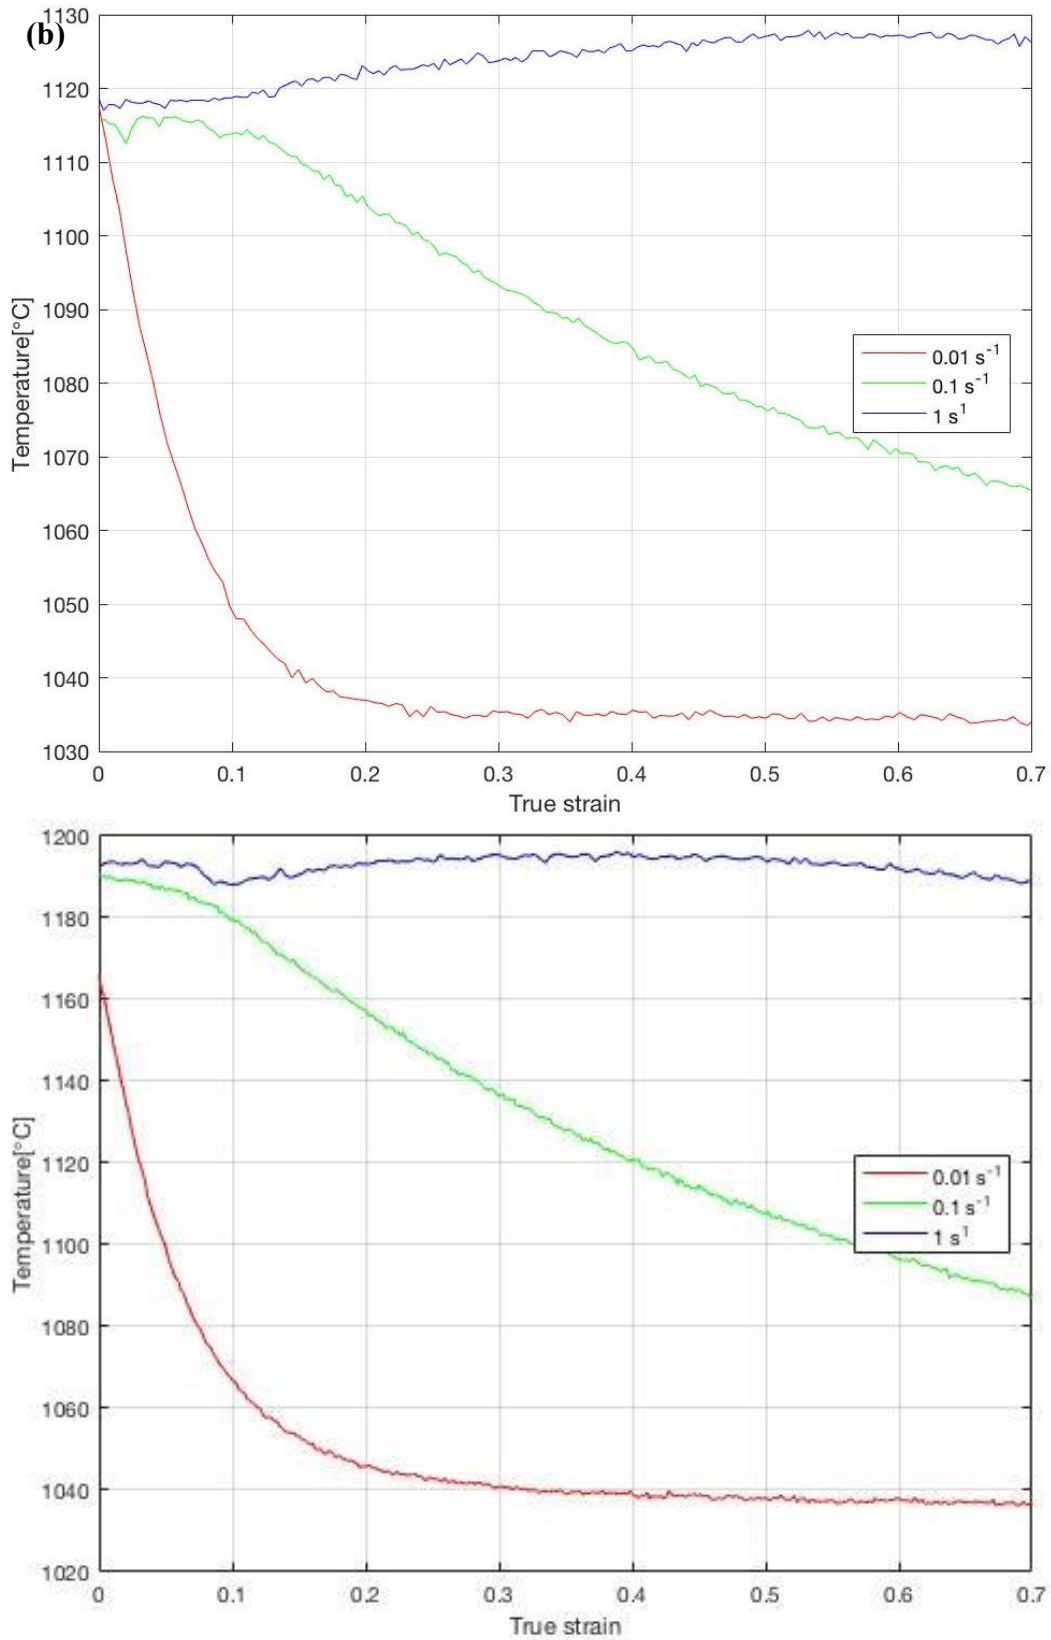 (b)
1130
1120
1110
1100
1090
1080
1070
1060
1050
1040
1030
Temperature[°C]
0.01 s⁻¹
0.1 s⁻¹
1 s¹
0 0.1 0.2 0.3 0.4 0.5 0.6 0.7
True strain
1200
1180
1160
1140
1120
1100
1080
1060
1040
1020
Temperature[°C]
0.01 s⁻¹
0.1 s⁻¹
1 s¹
0 0.1 0.2 0.3 0.4 0.5 0.6 0.7
True strain